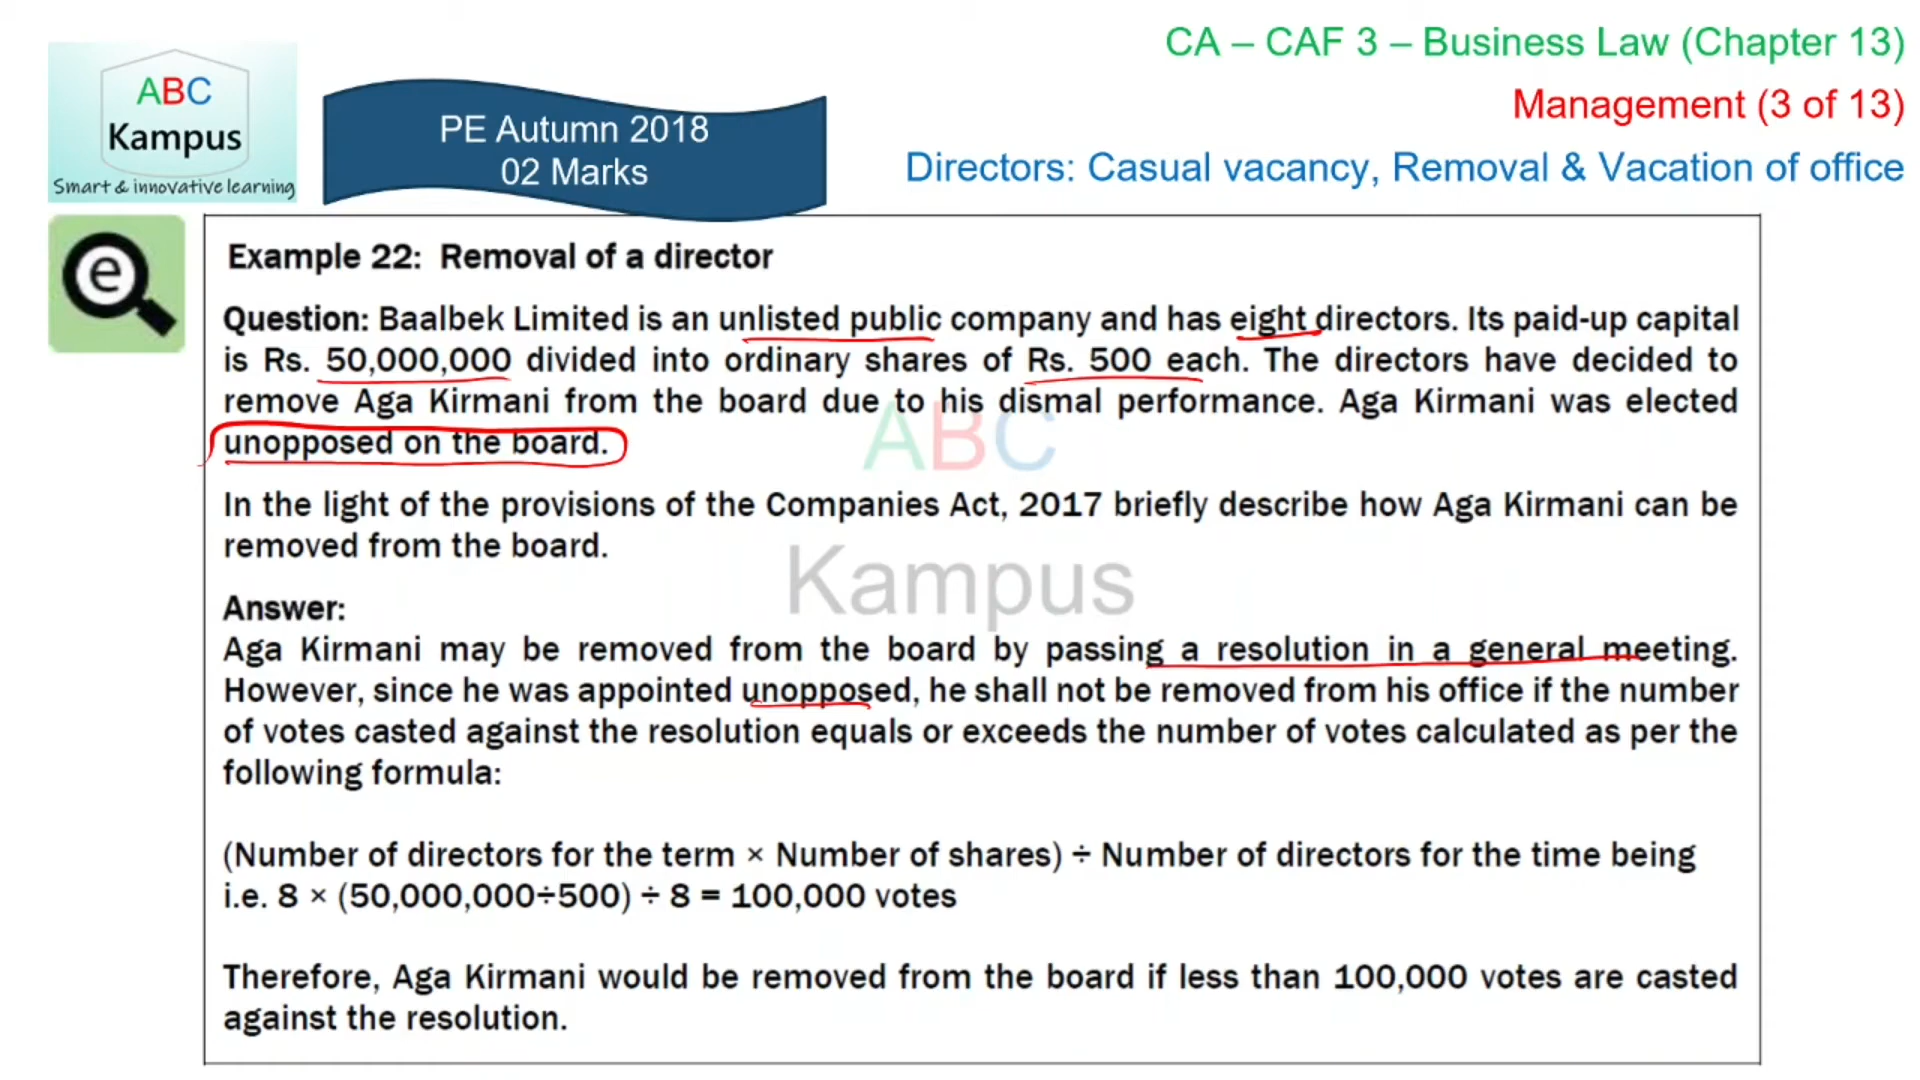 CA – CAF 3 – Business Law (Chapter 13)
Management (3 of 13)
Directors: Casual vacancy, Removal & Vacation of office
ABC
Kampus
Smart & innovative learning
PE Autumn 2018
02 Marks
e
Example 22: Removal of a director
Question: Baalbek Limited is an unlisted public company and has eight directors. Its paid-up capital
is Rs. 50,000,000 divided into ordinary shares of Rs. 500 each. The directors have decided to
remove Aga Kirmani from the board due to his dismal performance. Aga Kirmani was elected
unopposed on the board.
In the light of the provisions of the Companies Act, 2017 briefly describe how Aga Kirmani can be
removed from the board.
Answer:
Aga Kirmani may be removed from the board by passing a resolution in a general meeting.
However, since he was appointed unopposed, he shall not be removed from his office if the number
of votes casted against the resolution equals or exceeds the number of votes calculated as per the
following formula:
(Number of directors for the term × Number of shares) ÷ Number of directors for the time being
i.e. 8 × (50,000,000÷500) ÷ 8 = 100,000 votes
Therefore, Aga Kirmani would be removed from the board if less than 100,000 votes are casted
against the resolution.
ABC
Kampus